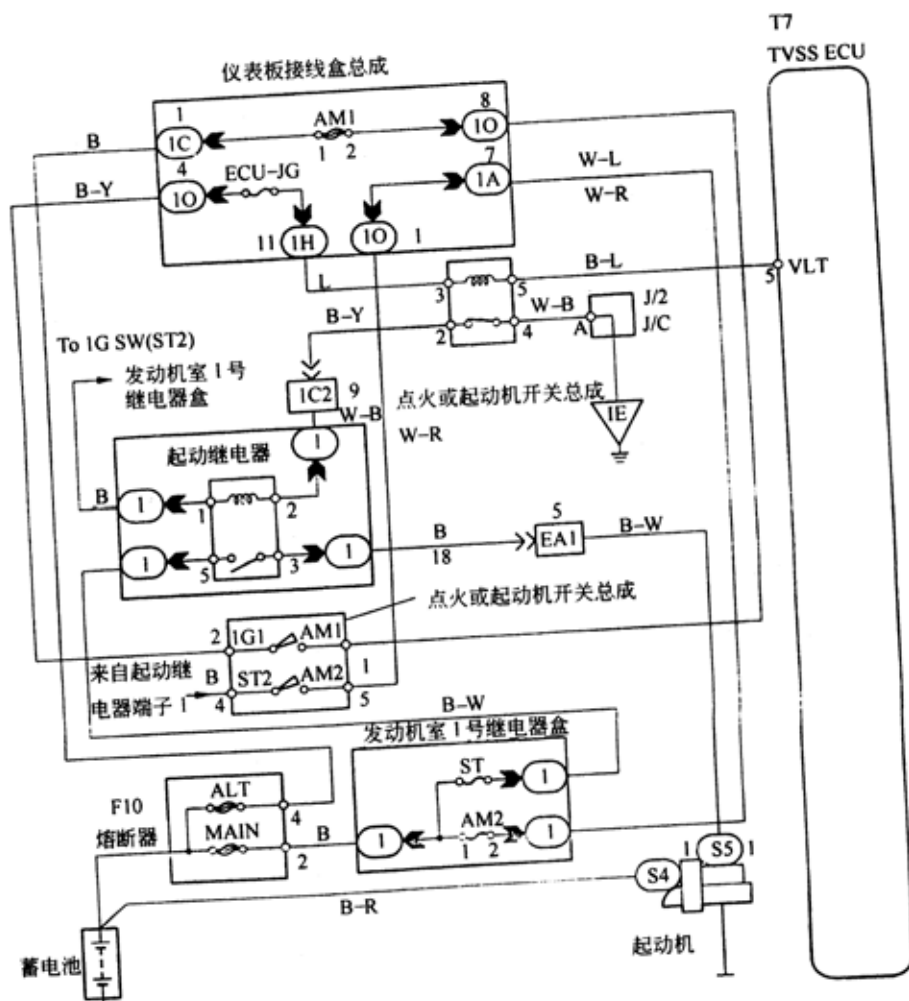 T7
TVSS ECU
仪表板接线盒总成
1
AM1
8
B
1C
1 2
1O
4
ECU-JG
7
W-L
B-Y
1O
1A
W-R
11
1H
1O
1
L
3
5
B-L
5
VLT
B-Y
2
4
W-B
A
J/2
J/C
To 1G SW(ST2)
发动机室1号
继电器盒
1C2
9
W-B
点火或起动机开关总成
W-R
IE
起动继电器
1
B
1
1
2
5
1
5
3
1
B
18
EA1
B-W
点火或起动机开关总成
2
1G1
AM1
1
来自起动继
电器端子1
B
4
ST2
AM2
5
B-W
发动机室1号继电器盒
F10
熔断器
ALT
4
MAIN
2
B
1
ST
1
AM2
1 2
1
S4
1
S5
1
B-R
起动机
蓄电池